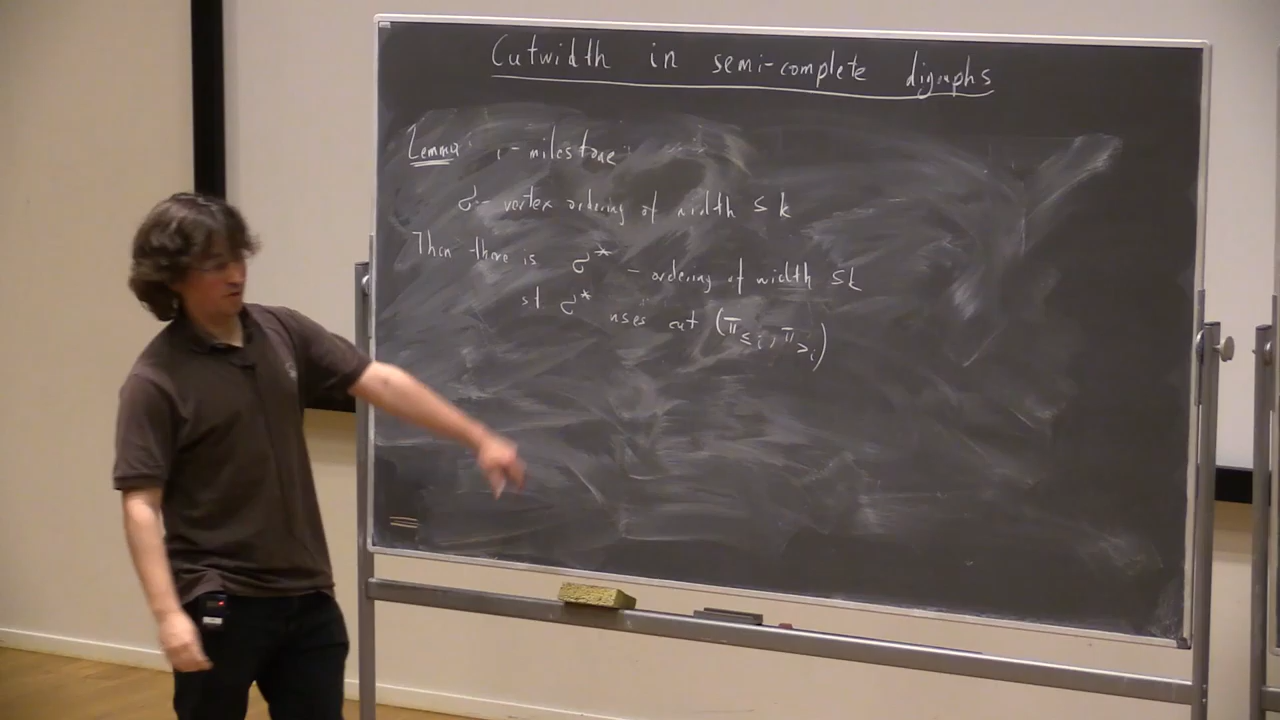 Cutwidth in semi-complete digraphs
Lemma: i - milestone
σ - vertex ordering of width ≤ k
Then there is σ* - ordering of width ≤ k
st σ* uses cut (π≤i, π>i)